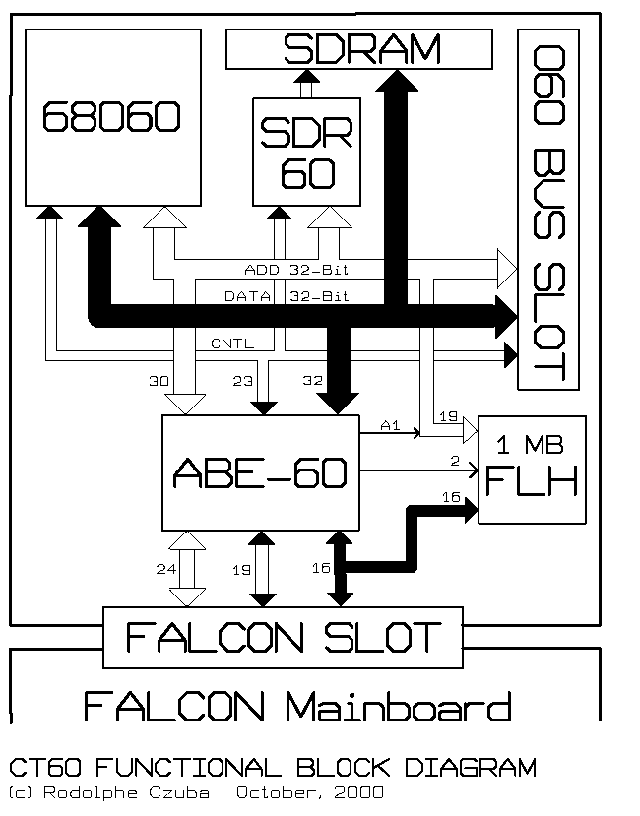 SDRAM
68060
SDR
60
060 BUS SLOT
ADD 32-Bit
DATA 32-Bit
CNTL
30
23
32
A1
19
1 MB
FLH
2
16
ABE-60
24
19
16
FALCON SLOT
FALCON Mainboard
CT60 FUNCTIONAL BLOCK DIAGRAM
(c) Rodolphe Czuba October, 2000